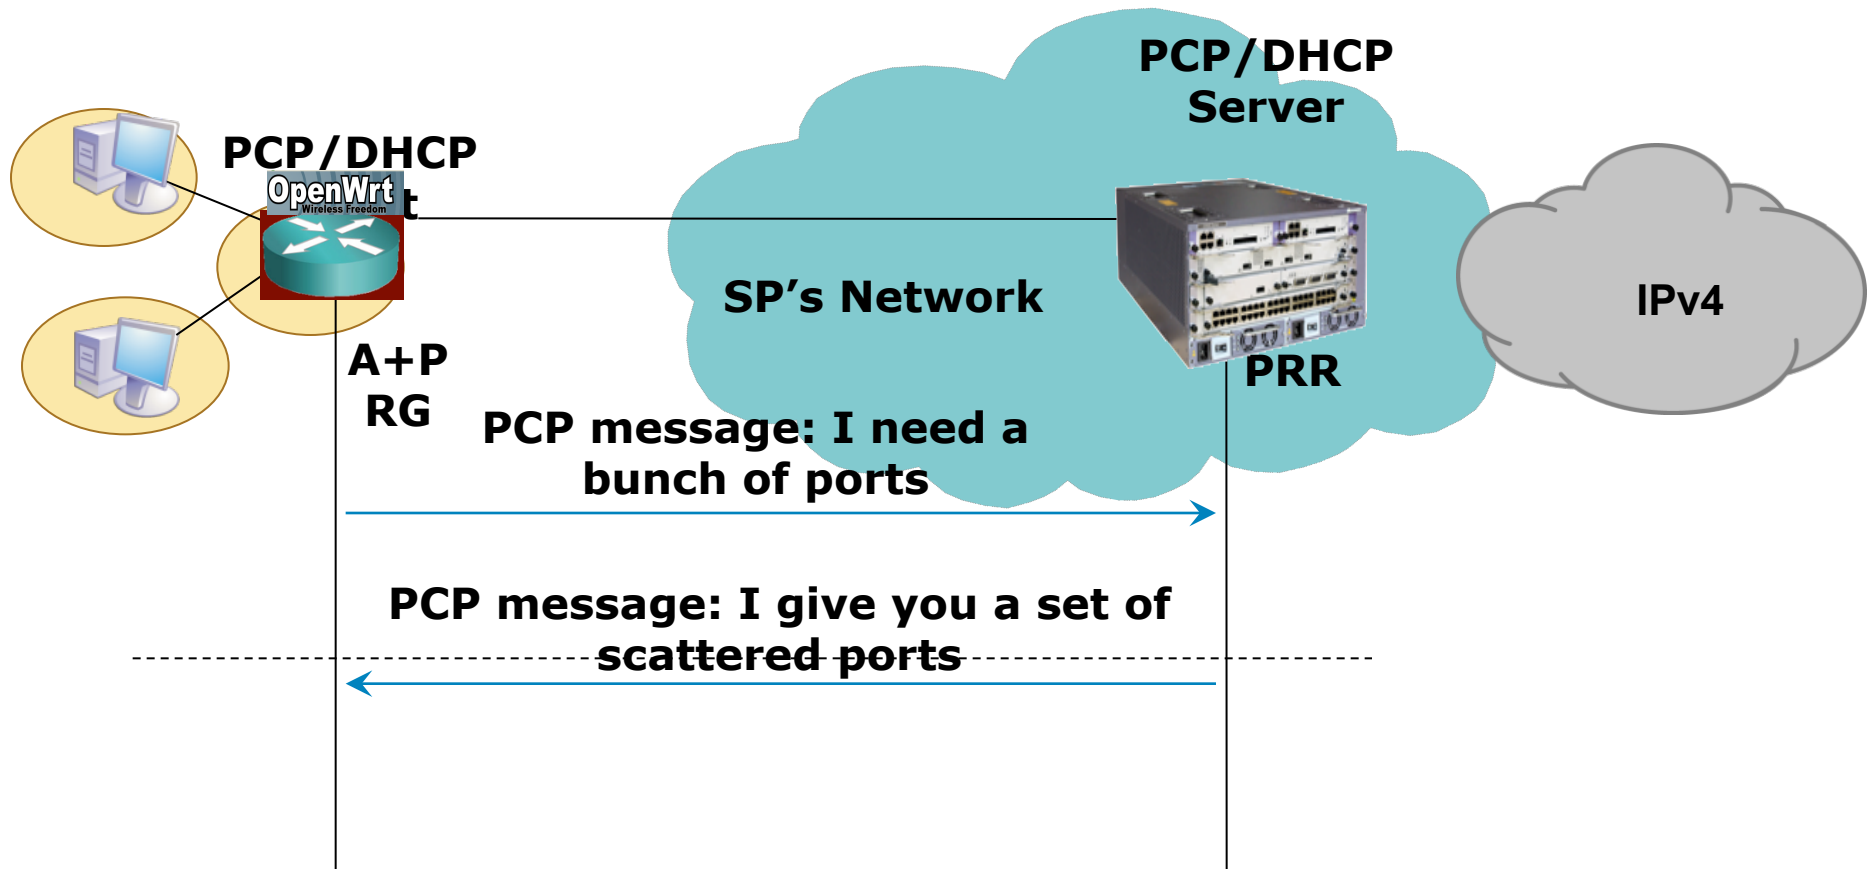 PCP/DHCP
Server
PCP/DHCP
OpenWrt
Wireless Freedom
t
SP’s Network
IPv4
A+P
RG
PRR
PCP message: I need a
bunch of ports
PCP message: I give you a set of
scattered ports